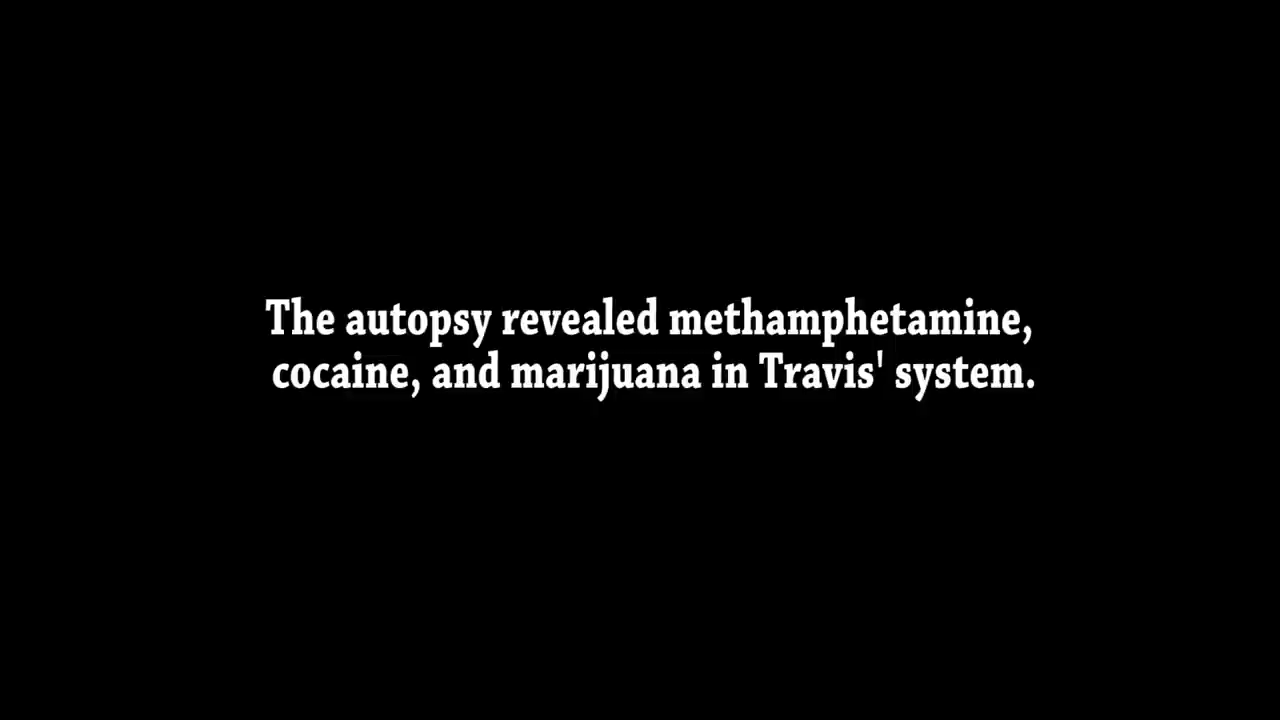 The autopsy revealed methamphetamine,
cocaine, and marijuana in Travis' system.